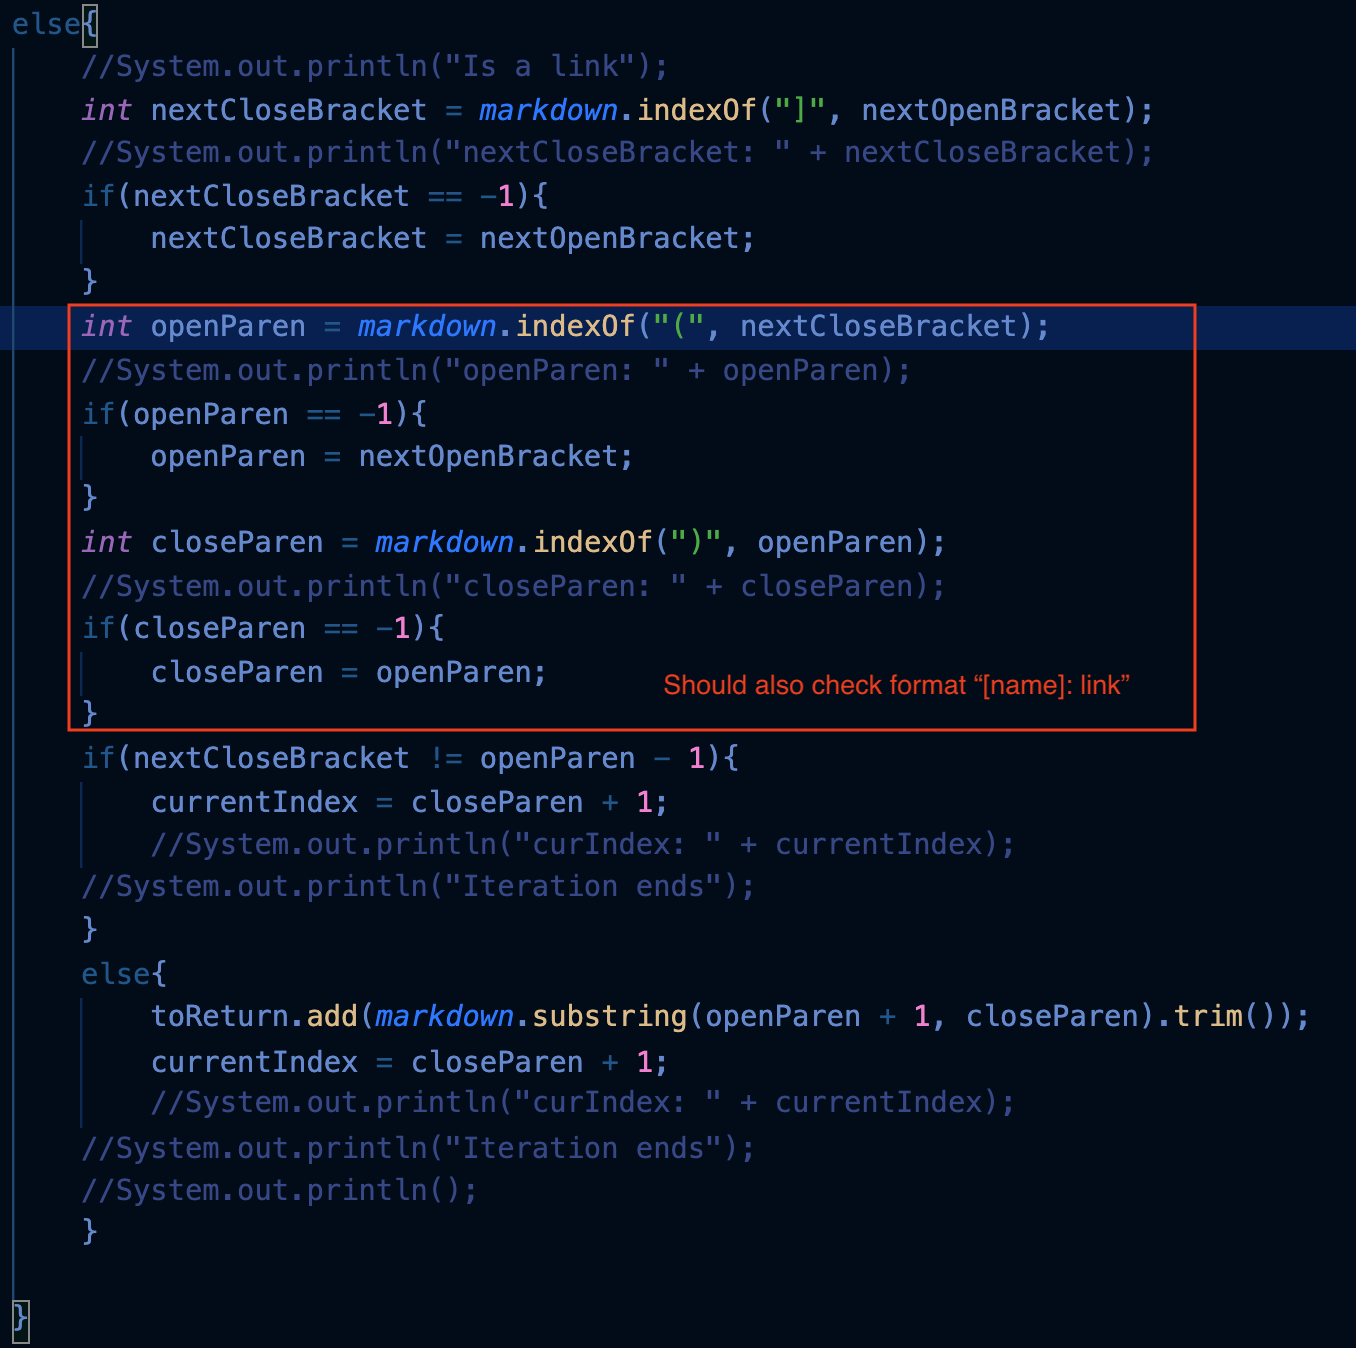 else{
//System.out.println("Is a link");
int nextCloseBracket = markdown.indexOf("]", nextOpenBracket);
//System.out.println("nextCloseBracket: " + nextCloseBracket);
if(nextCloseBracket == -1){
nextCloseBracket = nextOpenBracket;
}
int openParen = markdown.indexOf("(", nextCloseBracket);
//System.out.println("openParen: " + openParen);
if(openParen == -1){
openParen = nextOpenBracket;
}
int closeParen = markdown.indexOf(")", openParen);
//System.out.println("closeParen: " + closeParen);
if(closeParen == -1){
closeParen = openParen;
Should also check format “[name]: link”
}
if(nextCloseBracket != openParen - 1){
currentIndex = closeParen + 1;
//System.out.println("curIndex: " + currentIndex);
//System.out.println("Iteration ends");
}
else{
toReturn.add(markdown.substring(openParen + 1, closeParen).trim());
currentIndex = closeParen + 1;
//System.out.println("curIndex: " + currentIndex);
//System.out.println("Iteration ends");
//System.out.println();
}
}